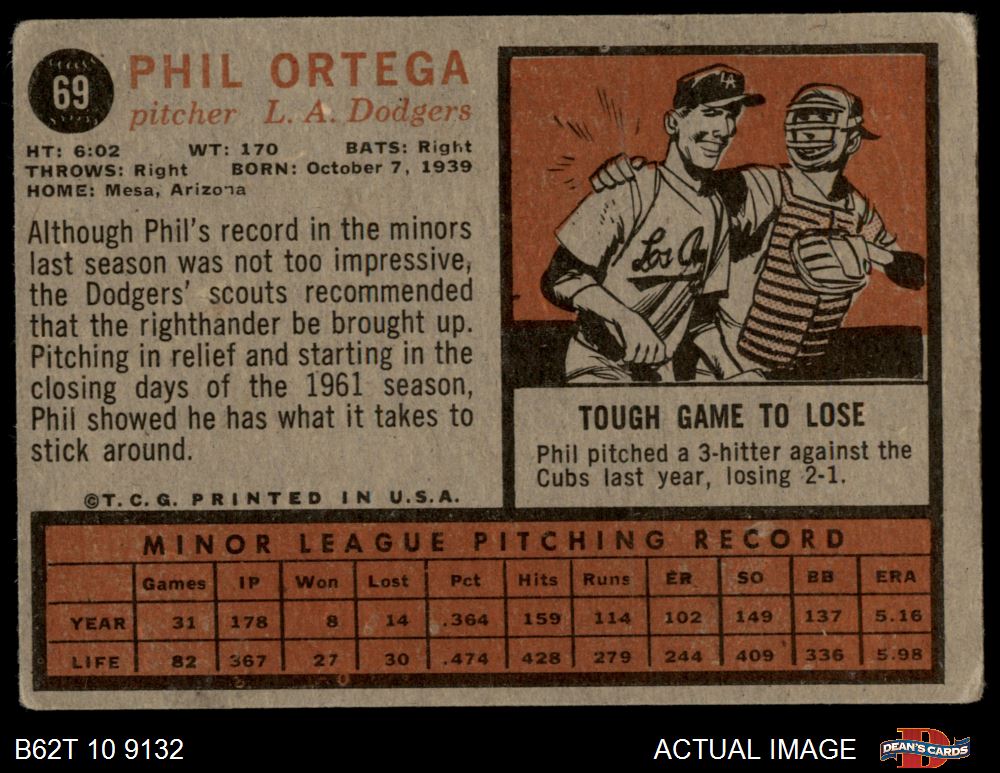 69
PHIL ORTEGA
pitcher L. A. Dodgers
HT: 6:02 WT: 170 BATS: Right
THROWS: Right BORN: October 7, 1939
HOME: Mesa, Arizona
Although Phil's record in the minors
last season was not too impressive,
the Dodgers' scouts recommended
that the righthander be brought up.
Pitching in relief and starting in the
closing days of the 1961 season,
Phil showed he has what it takes to
stick around.
©T.C.G. PRINTED IN U.S.A.
LA
Los An
TOUGH GAME TO LOSE
Phil pitched a 3-hitter against the
Cubs last year, losing 2-1.
MINOR LEAGUE PITCHING RECORD
Games IP Won Lost Pct Hits Runs ER SO BB ERA
YEAR 31 178 8 14 .364 159 114 102 149 137 5.16
LIFE 82 367 27 30 .474 428 279 244 409 336 5.98
B62T 10 9132
ACTUAL IMAGE
DEAN'S CARDS